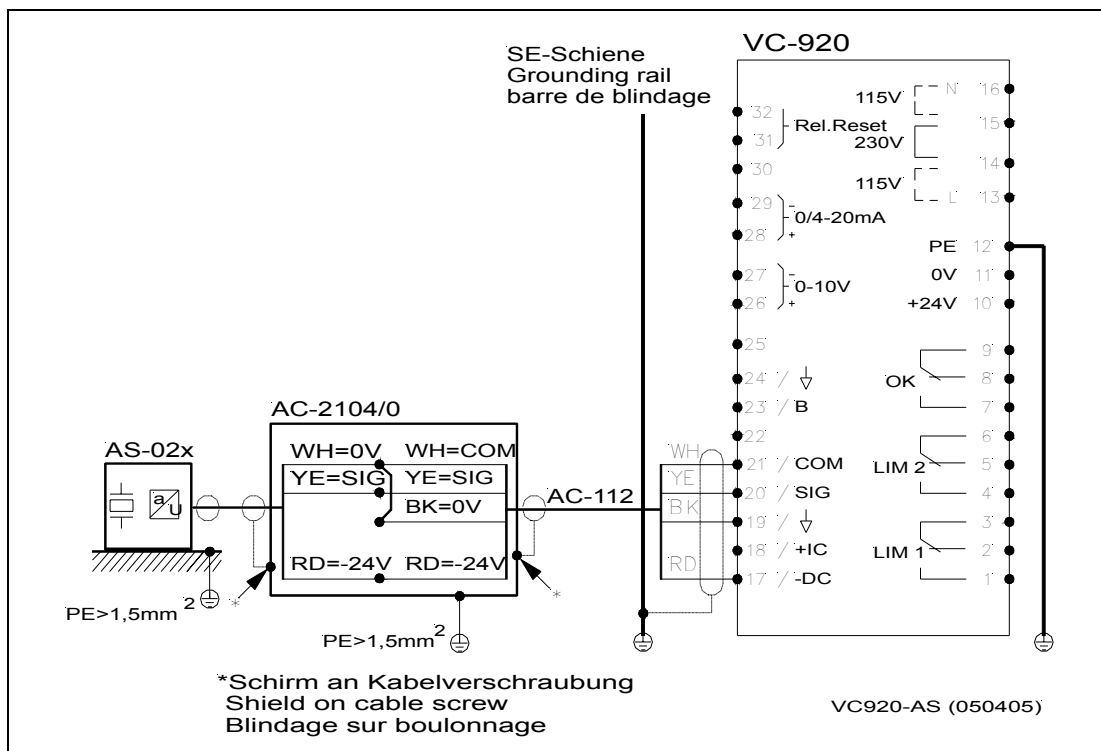 VC-920
SE-Schiene
Grounding rail
barre de blindage
32
31
Rel.Reset
30
29
28
-
+
0/4-20mA
27
26
-
+
0-10V
25
24 / 
23 / B
22
21 / COM
20 / SIG
19 / 
18 / +IC
17 / -DC
115V
N
16
15
230V
14
115V
L
13
PE
12
0V
11
+24V
10
9
OK
8
7
6
LIM 2
5
4
3
LIM 1
2
1
WH
YE
BK
RD
AC-2104/0
WH=0V WH=COM
YE=SIG YE=SIG
BK=0V
RD=-24V RD=-24V
AC-112
AS-02x
a/U
*
*
PE>1,5mm²
PE>1,5mm²
*Schirm an Kabelverschraubung
Shield on cable screw
Blindage sur boulonnage
VC920-AS (050405)